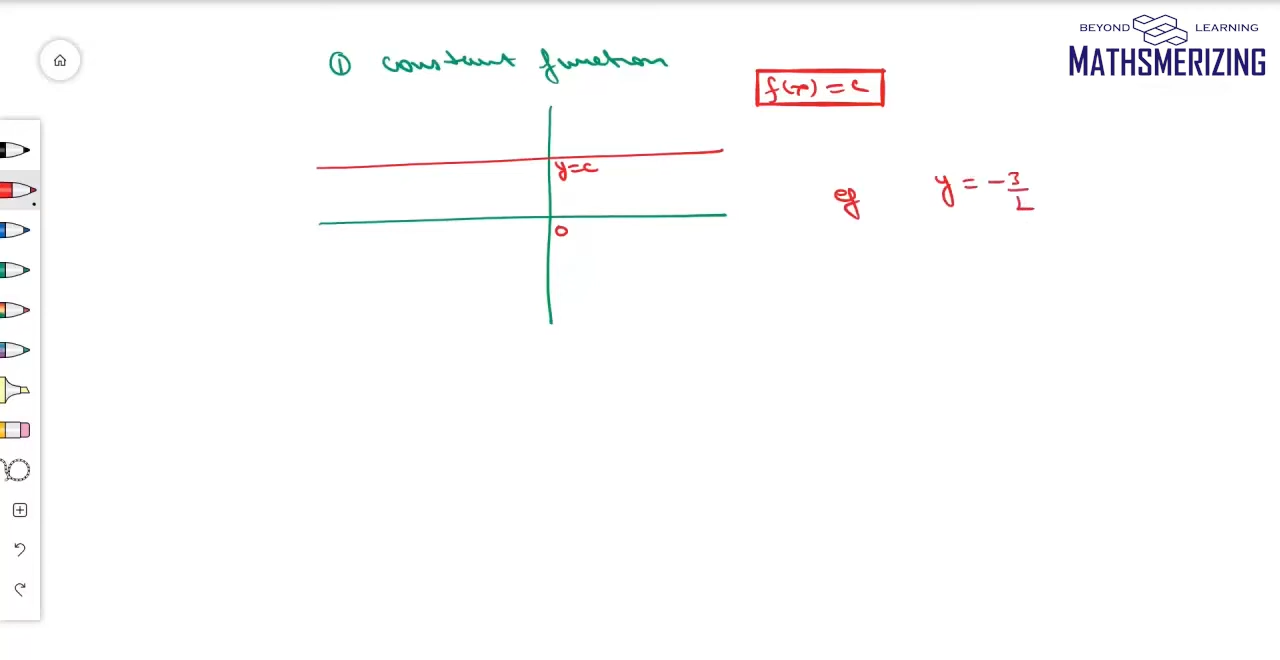 BEYOND LEARNING
MATHSMERIZING
① constant function
f(x) = c
y=c
eg y = -3/2
0